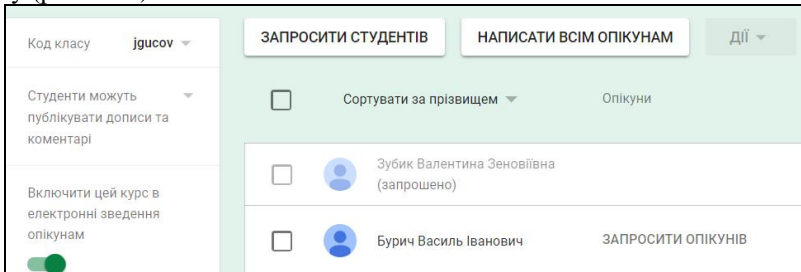 Код класу jgucov
Студенти можуть
публікувати дописи та
коментарі
Включити цей курс в
електронні зведення
опікунам
ЗАПРОСИТИ СТУДЕНТІВ НАПИСАТИ ВСІМ ОПІКУНАМ ДІЇ
Сортувати за прізвищем Опікуни
Зубик Валентина Зеновіївна
(запрошено)
Бурич Василь Іванович ЗАПРОСИТИ ОПІКУНІВ